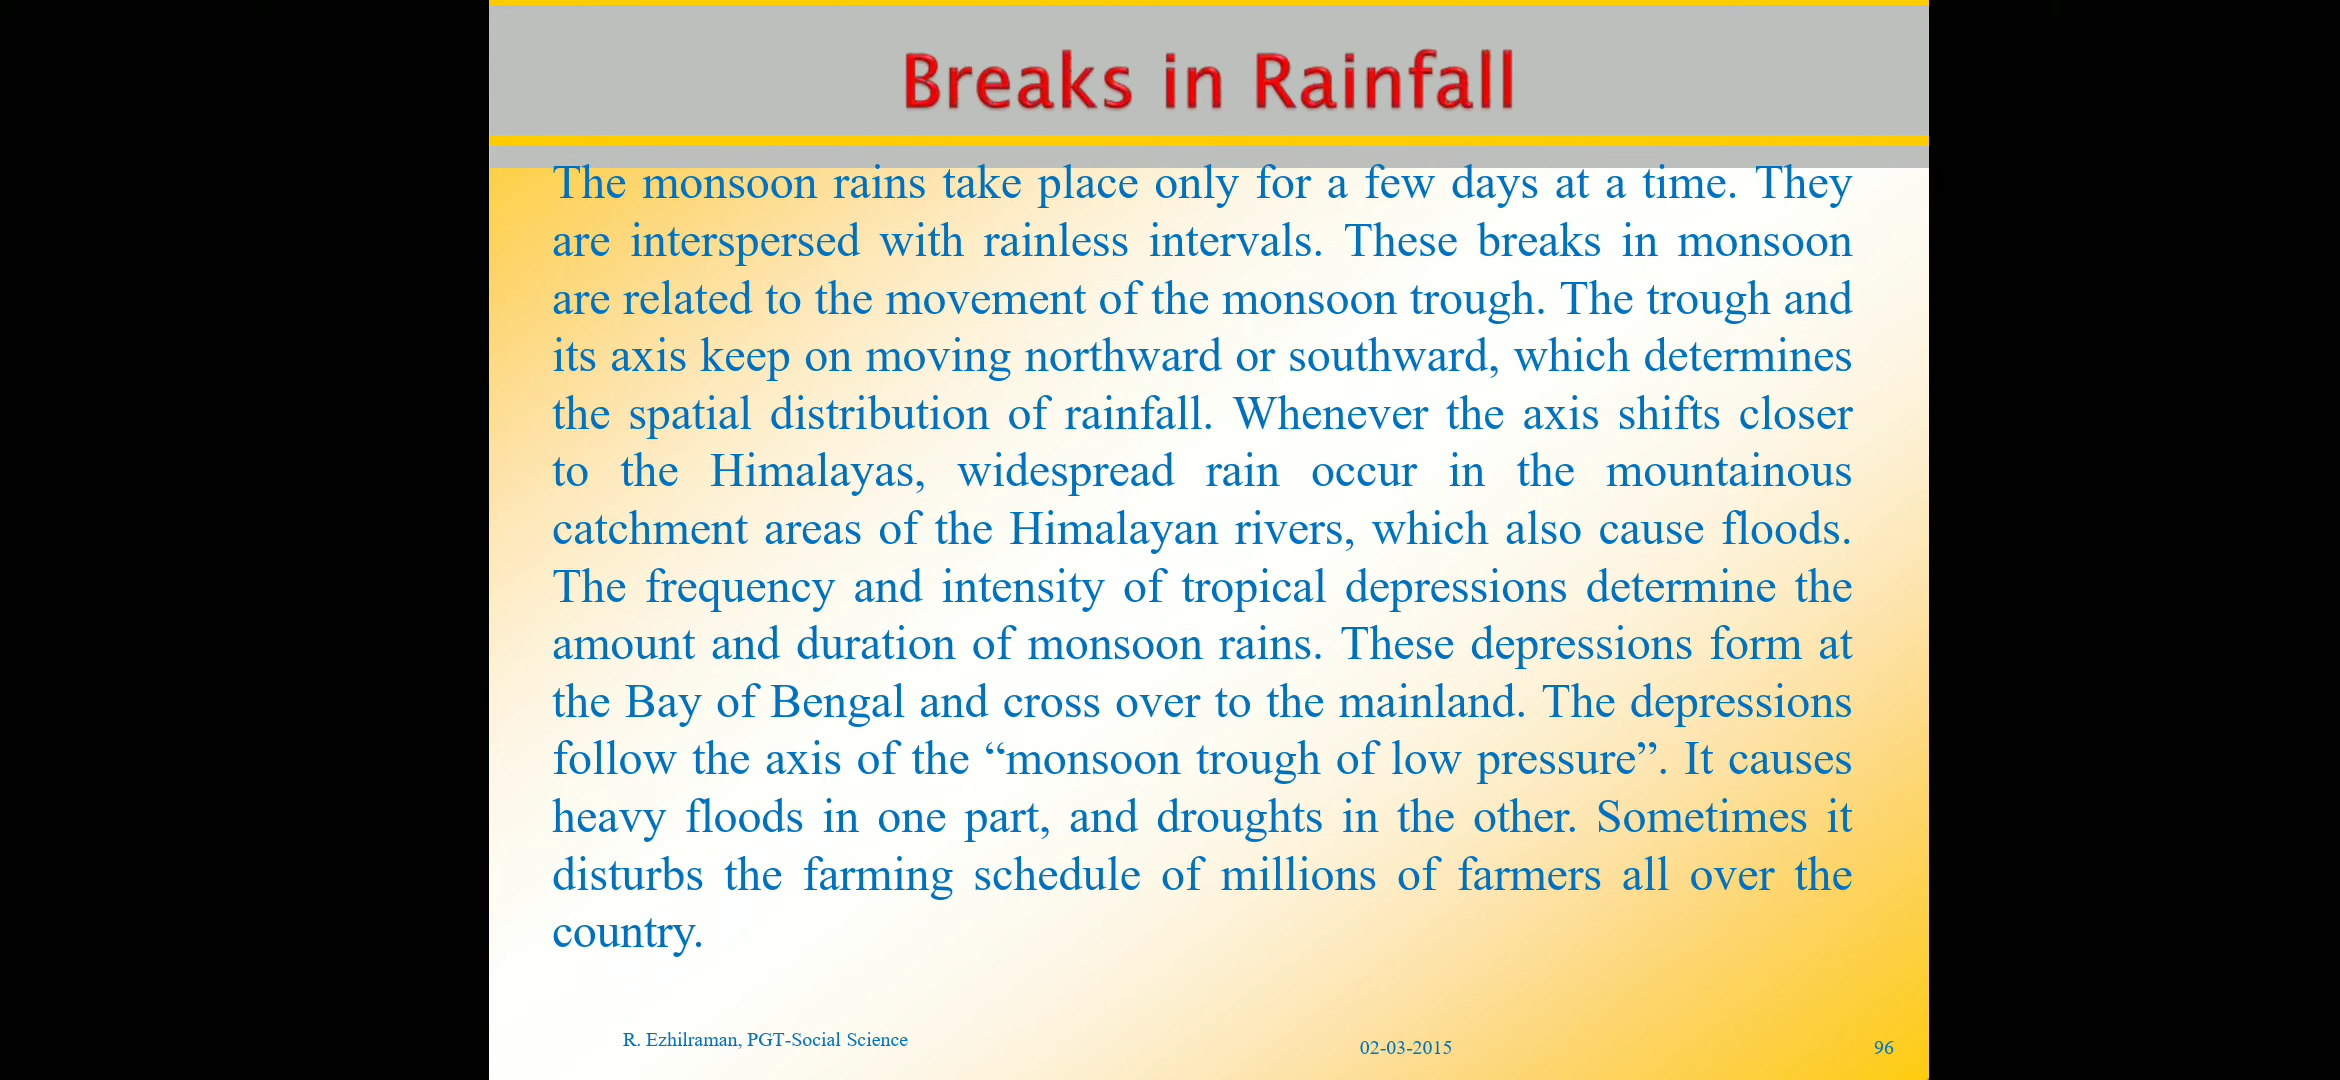 Breaks in Rainfall
The monsoon rains take place only for a few days at a time. They
are interspersed with rainless intervals. These breaks in monsoon
are related to the movement of the monsoon trough. The trough and
its axis keep on moving northward or southward, which determines
the spatial distribution of rainfall. Whenever the axis shifts closer
to the Himalayas, widespread rain occur in the mountainous
catchment areas of the Himalayan rivers, which also cause floods.
The frequency and intensity of tropical depressions determine the
amount and duration of monsoon rains. These depressions form at
the Bay of Bengal and cross over to the mainland. The depressions
follow the axis of the “monsoon trough of low pressure”. It causes
heavy floods in one part, and droughts in the other. Sometimes it
disturbs the farming schedule of millions of farmers all over the
country.
R. Ezhilraman, PGT-Social Science
02-03-2015
96